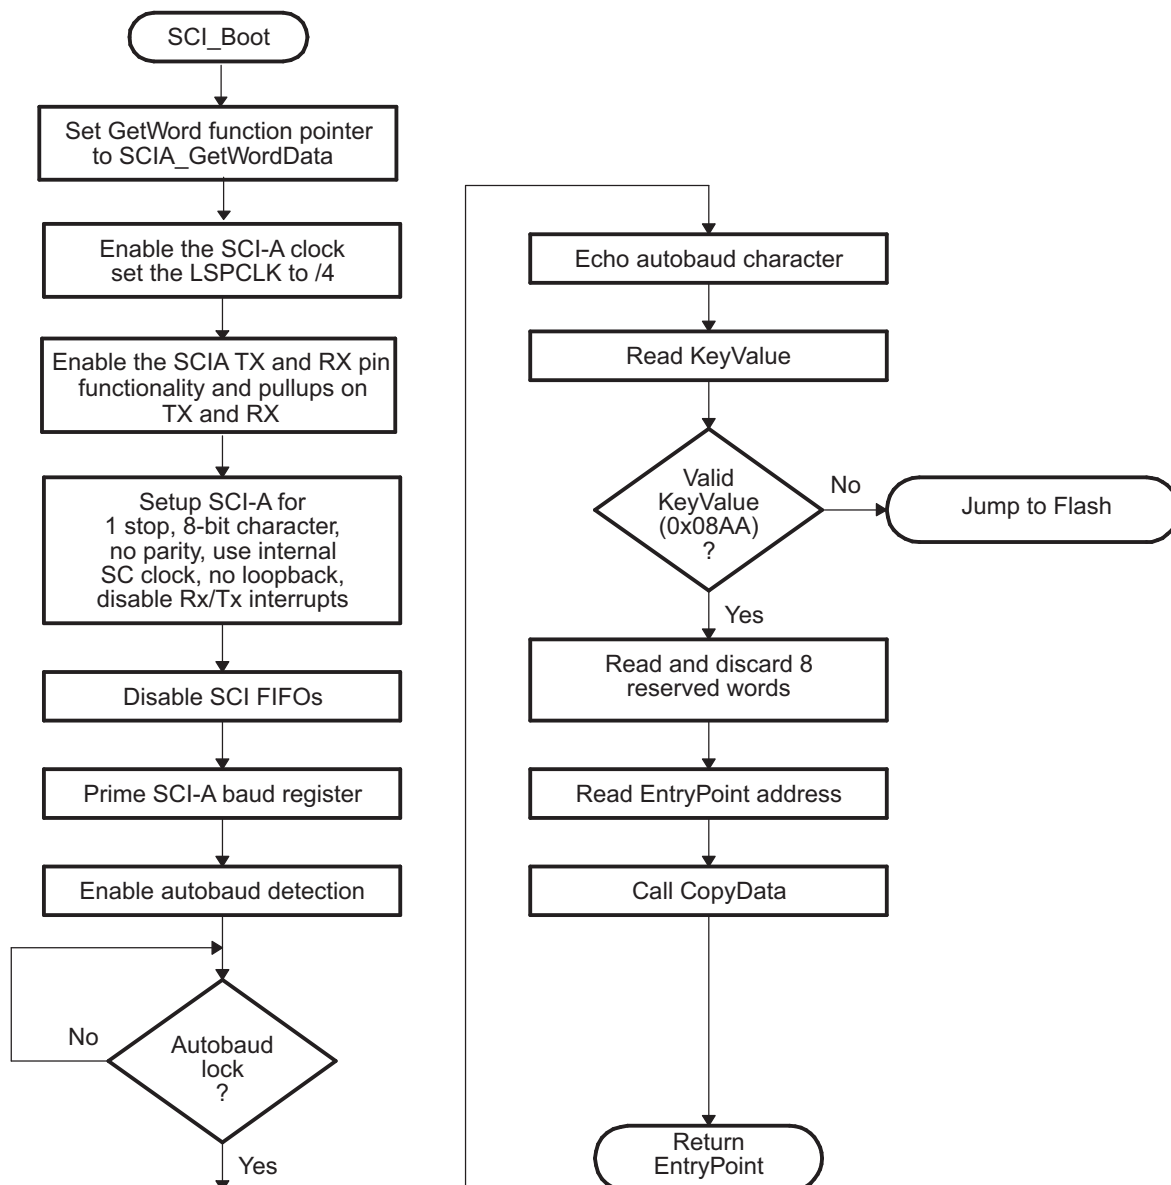 SCI_Boot
Set GetWord function pointer
to SCIA_GetWordData
Enable the SCI-A clock
set the LSPCLK to /4
Enable the SCIA TX and RX pin
functionality and pullups on
TX and RX
Setup SCI-A for
1 stop, 8-bit character,
no parity, use internal
SC clock, no loopback,
disable Rx/Tx interrupts
Disable SCI FIFOs
Prime SCI-A baud register
Enable autobaud detection
No
Autobaud
lock
?
Yes
Echo autobaud character
Read KeyValue
Valid
KeyValue
(0x08AA)
?
No
Jump to Flash
Yes
Read and discard 8
reserved words
Read EntryPoint address
Call CopyData
Return
EntryPoint